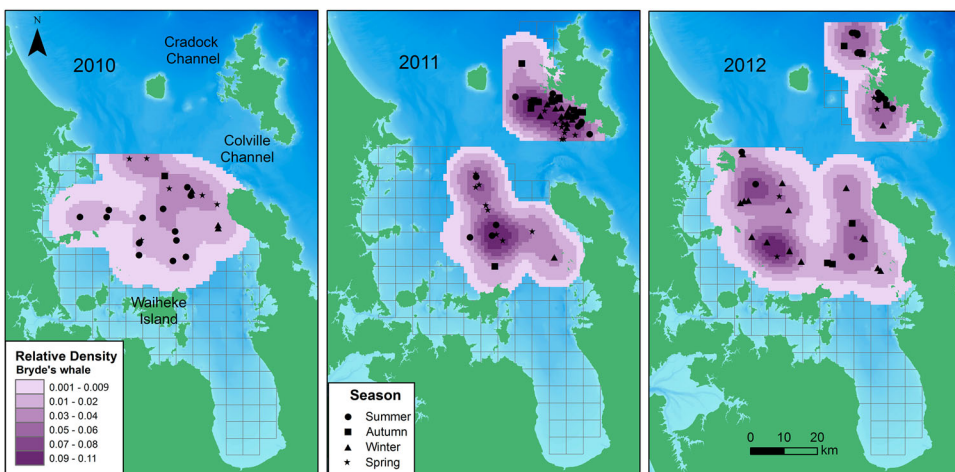 N
2010
Cradock
Channel
Colville
Channel
Waiheke
Island
Relative Density
Bryde's whale
0.001 - 0.009
0.01 - 0.02
0.03 - 0.04
0.05 - 0.06
0.07 - 0.08
0.09 - 0.11
2011
Season
Summer
Autumn
Winter
Spring
2012
0 10 20
km